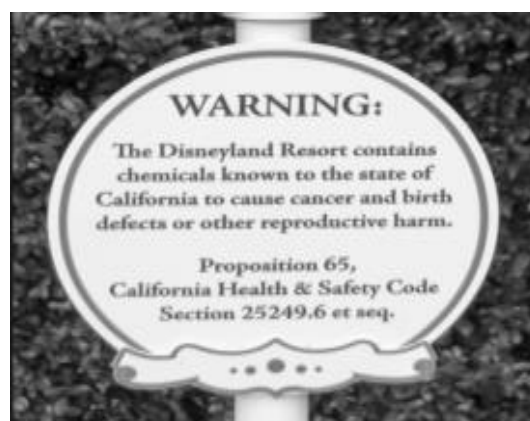 WARNING:
The Disneyland Resort contains
chemicals known to the state of
California to cause cancer and birth
defects or other reproductive harm.
Proposition 65,
California Health & Safety Code
Section 25249.6 et seq.